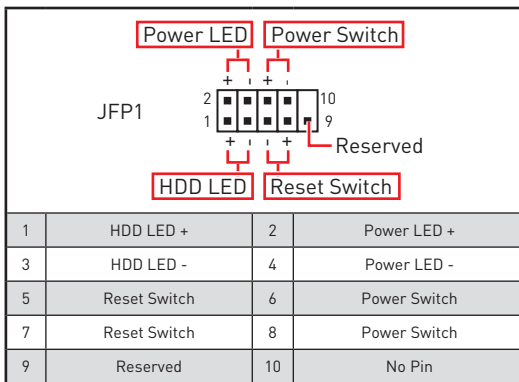 Power LED Power Switch
+ - + -
2 10
JFP1
1 9
+ - - +
Reserved
HDD LED Reset Switch
1 HDD LED + 2 Power LED +
3 HDD LED - 4 Power LED -
5 Reset Switch 6 Power Switch
7 Reset Switch 8 Power Switch
9 Reserved 10 No Pin